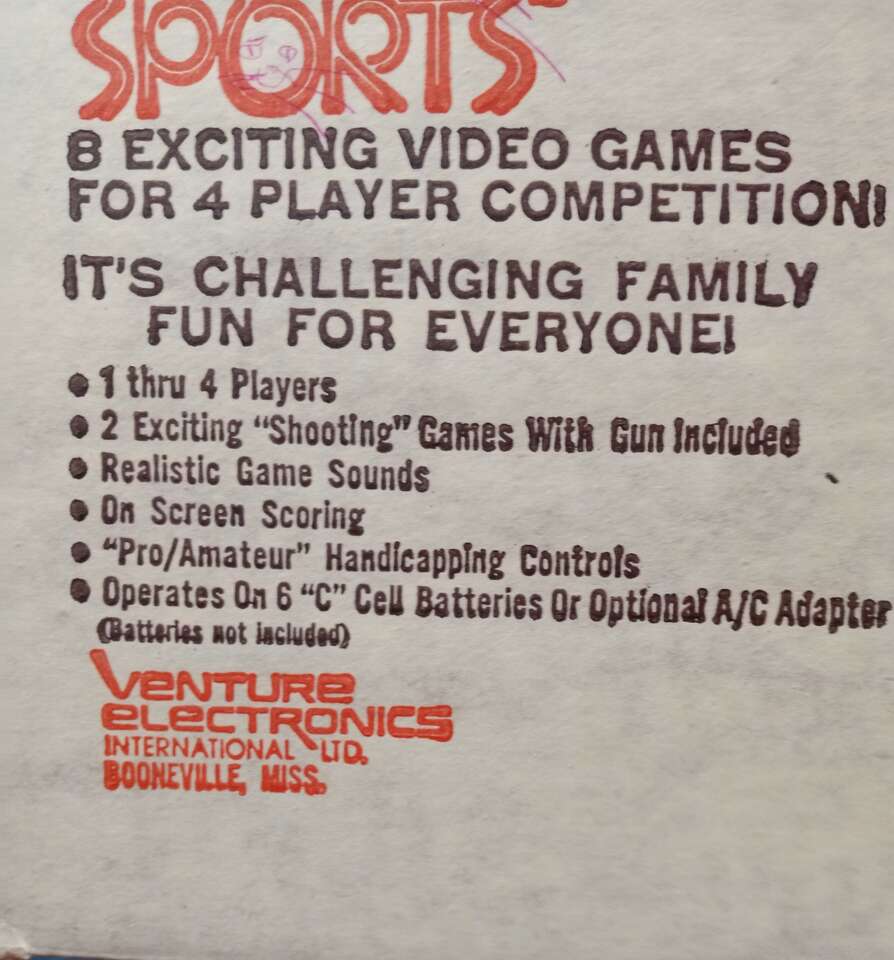 SPORTS
8 EXCITING VIDEO GAMES
FOR 4 PLAYER COMPETITION!
IT'S CHALLENGING FAMILY
FUN FOR EVERYONE!
● 1 thru 4 Players
● 2 Exciting "Shooting" Games With Gun Included
● Realistic Game Sounds
● On Screen Scoring
● "Pro/Amateur" Handicapping Controls
● Operates On 6 "C" Cell Batteries Or Optional A/C Adapter
(Batteries not included)
VENTURE
ELECTRONICS
INTERNATIONAL LTD.
BOONEVILLE, MISS.